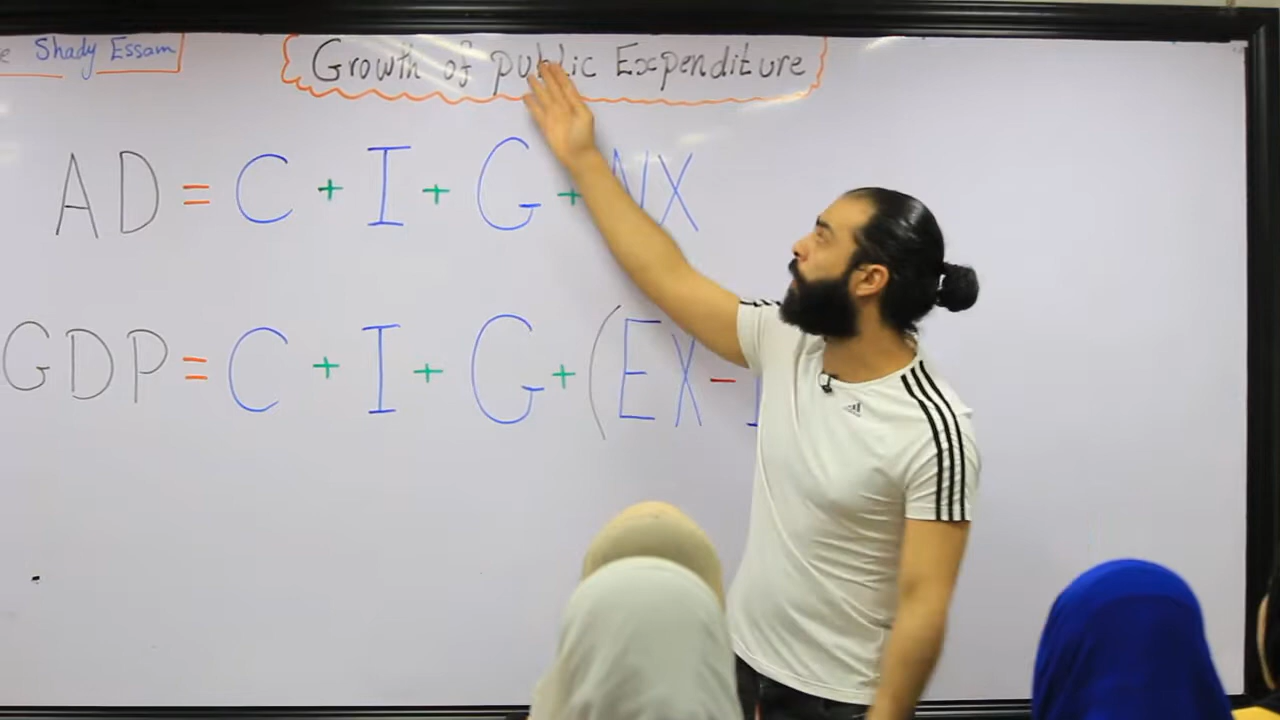 e Shady Essam
Growth of public Expenditure
AD = C + I + G + NX
GDP = C + I + G + (EX -